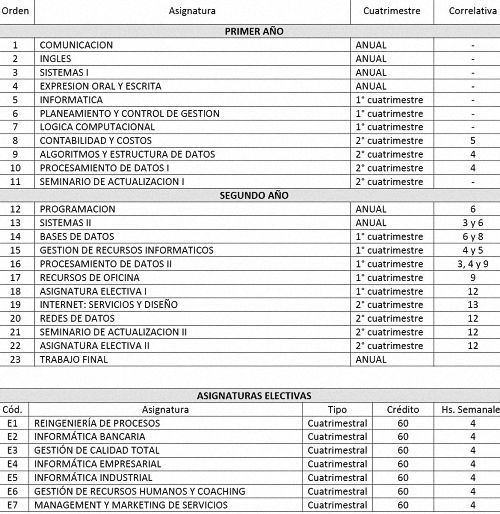 Orden Asignatura Cuatrimestre Correlativa
PRIMER AÑO
1 COMUNICACION ANUAL -
2 INGLES ANUAL -
3 SISTEMAS I ANUAL -
4 EXPRESION ORAL Y ESCRITA ANUAL -
5 INFORMATICA 1° cuatrimestre -
6 PLANEAMIENTO Y CONTROL DE GESTION 1° cuatrimestre -
7 LOGICA COMPUTACIONAL 1° cuatrimestre -
8 CONTABILIDAD Y COSTOS 2° cuatrimestre 5
9 ALGORITMOS Y ESTRUCTURA DE DATOS 2° cuatrimestre 4
10 PROCESAMIENTO DE DATOS I 2° cuatrimestre 4
11 SEMINARIO DE ACTUALIZACION I 2° cuatrimestre -
SEGUNDO AÑO
12 PROGRAMACION ANUAL 6
13 SISTEMAS II ANUAL 3 y 6
14 BASES DE DATOS 1° cuatrimestre 6 y 8
15 GESTION DE RECURSOS INFORMATICOS 1° cuatrimestre 4 y 5
16 PROCESAMIENTO DE DATOS II 1° cuatrimestre 3, 4 y 9
17 RECURSOS DE OFICINA 1° cuatrimestre 9
18 ASIGNATURA ELECTIVA I 1° cuatrimestre 12
19 INTERNET: SERVICIOS Y DISEÑO 2° cuatrimestre 13
20 REDES DE DATOS 2° cuatrimestre 12
21 SEMINARIO DE ACTUALIZACION II 2° cuatrimestre 12
22 ASIGNATURA ELECTIVA II 2° cuatrimestre 12
23 TRABAJO FINAL ANUAL
ASIGNATURAS ELECTIVAS
Cód. Asignatura Tipo Crédito Hs. Semanale
E1 REINGENIERÍA DE PROCESOS Cuatrimestral 60 4
E2 INFORMÁTICA BANCARIA Cuatrimestral 60 4
E3 GESTIÓN DE CALIDAD TOTAL Cuatrimestral 60 4
E4 INFORMÁTICA EMPRESARIAL Cuatrimestral 60 4
E5 INFORMÁTICA INDUSTRIAL Cuatrimestral 60 4
E6 GESTIÓN DE RECURSOS HUMANOS Y COACHING Cuatrimestral 60 4
E7 MANAGEMENT Y MARKETING DE SERVICIOS Cuatrimestral 60 4